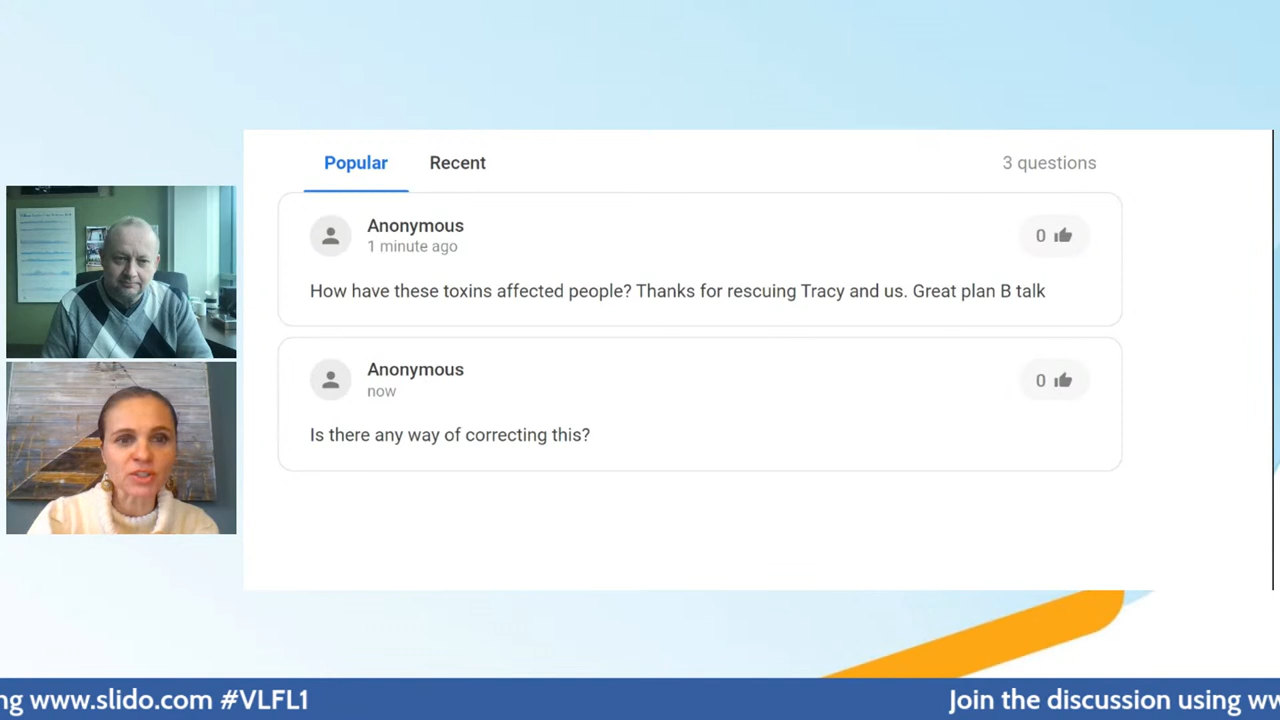 Popular
Recent
3 questions
Anonymous
1 minute ago
0
How have these toxins affected people? Thanks for rescuing Tracy and us. Great plan B talk
Anonymous
now
0
Is there any way of correcting this?
ng www.slido.com #VLFL1
Join the discussion using ww